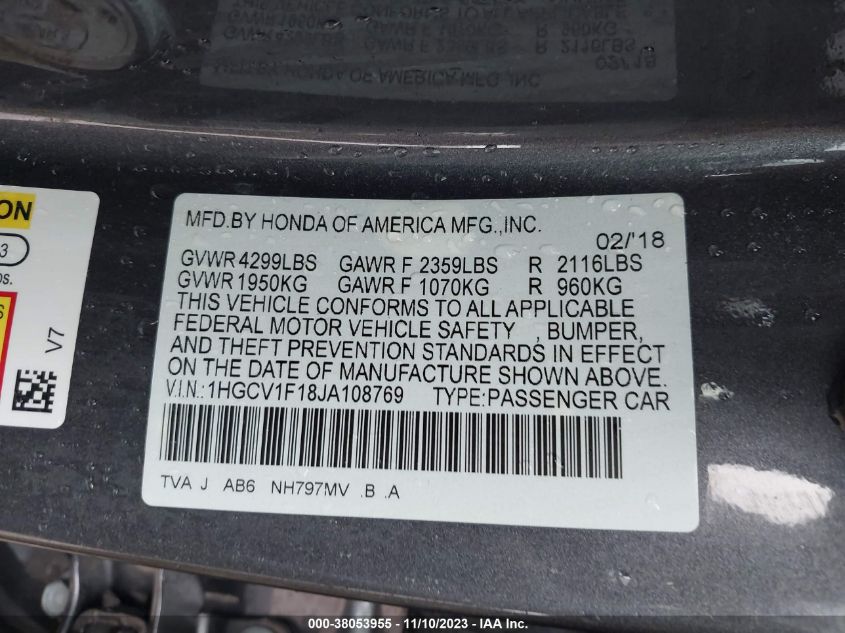 MFD.BY HONDA OF AMERICA MFG.,INC.
02/'18
GVWR 4299LBS GAWR F 2359LBS R 2116LBS
GVWR 1950KG GAWR F 1070KG R 960KG
THIS VEHICLE CONFORMS TO ALL APPLICABLE
FEDERAL MOTOR VEHICLE SAFETY , BUMPER,
AND THEFT PREVENTION STANDARDS IN EFFECT
ON THE DATE OF MANUFACTURE SHOWN ABOVE.
V.I.N.:1HGCV1F18JA108769 TYPE:PASSENGER CAR
TVA J AB6 NH797MV .B .A
ON
3
os.
S
V7
000-38053955 - 11/10/2023 - IAA Inc.